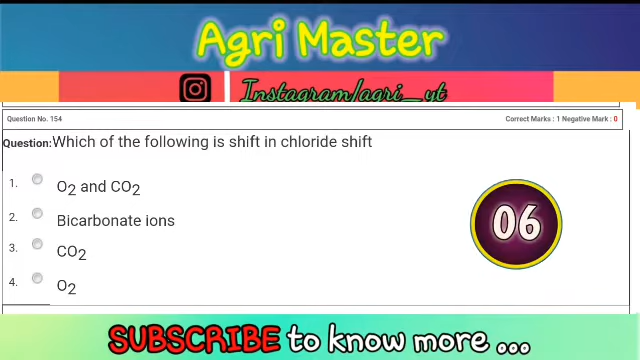 Agri Master
Instagram/agri_yt
Question No. 154
Correct Marks : 1 Negative Mark : 0
Question:Which of the following is shift in chloride shift
1. O2 and CO2
2. Bicarbonate ions
3. CO2
4. O2
06
SUBSCRIBE to know more ...